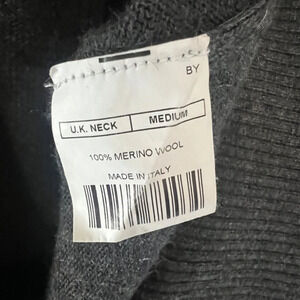 BY
U.K. NECK MEDIUM
100% MERINO WOOL
MADE IN ITALY